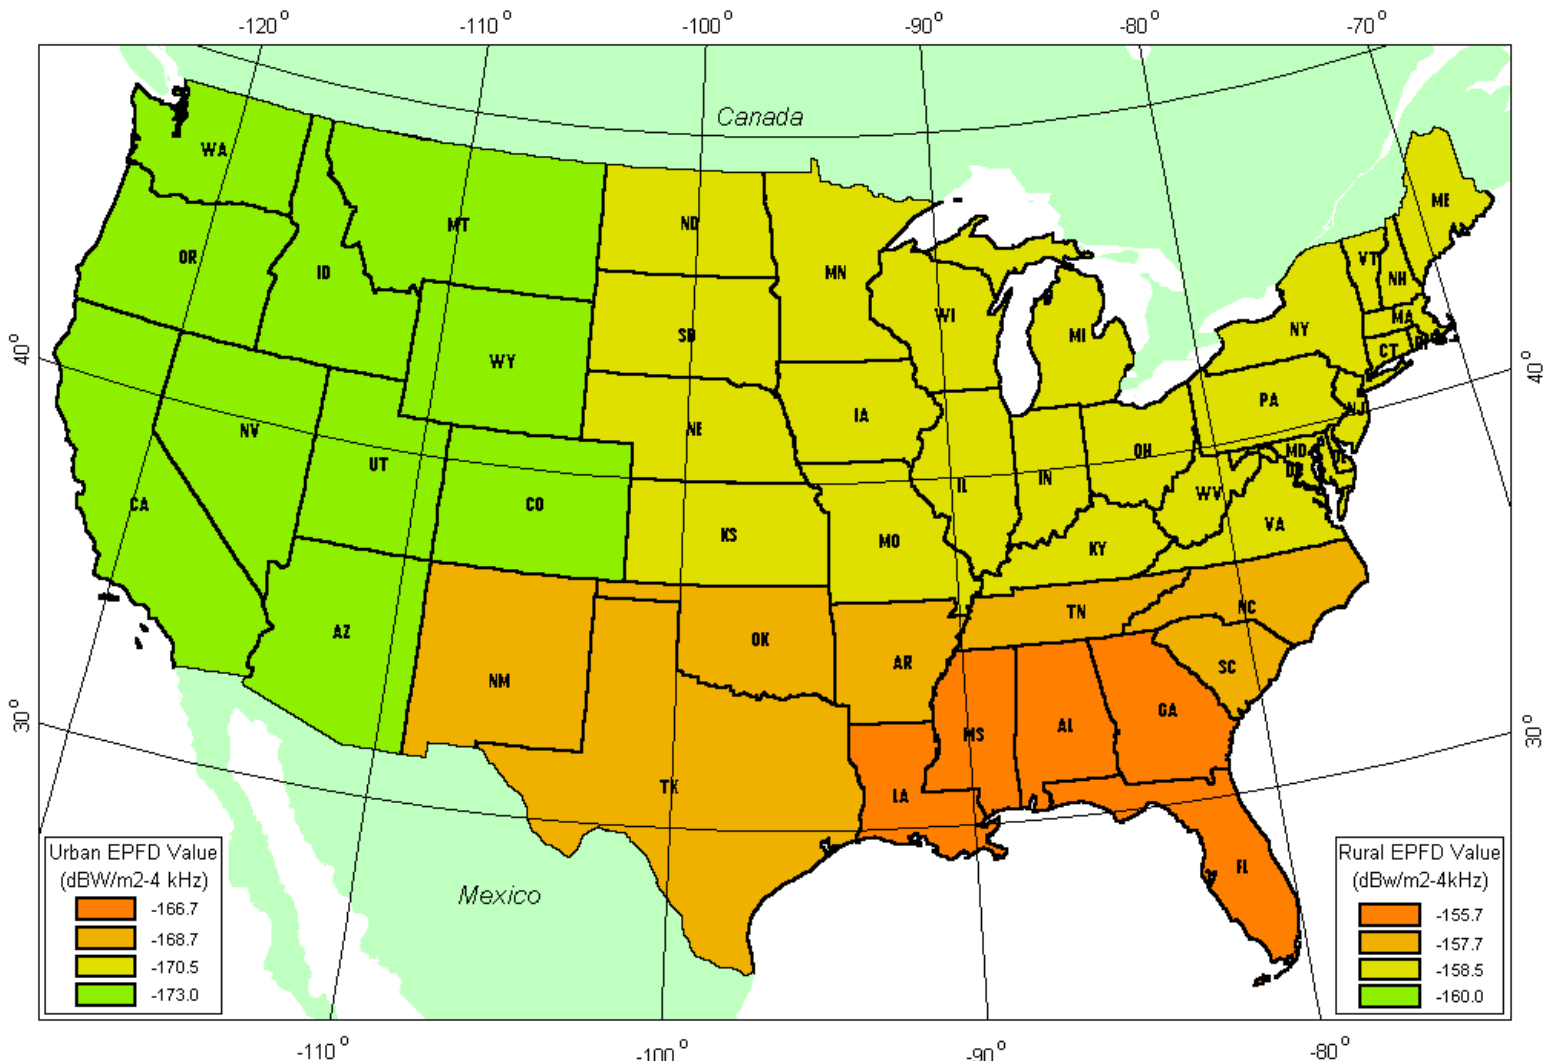 -120°
-110°
-100°
-90°
-80°
-70°
Canada
WA
OR
ID
MT
ND
MN
WI
MI
ME
VT
NH
NY
MA
CT
RI
40°
40°
CA
NV
UT
WY
CO
SD
NE
KS
IA
MO
IL
IN
OH
PA
NJ
MD
DE
WV
VA
KY
AZ
NM
OK
AR
TN
NC
SC
TX
LA
MS
AL
GA
FL
30°
30°
Mexico
Urban EPFD Value
(dBW/m2-4 kHz)
-166.7
-168.7
-170.5
-173.0
Rural EPFD Value
(dBw/m2-4kHz)
-155.7
-157.7
-158.5
-160.0
-110°
-100°
-90°
-80°